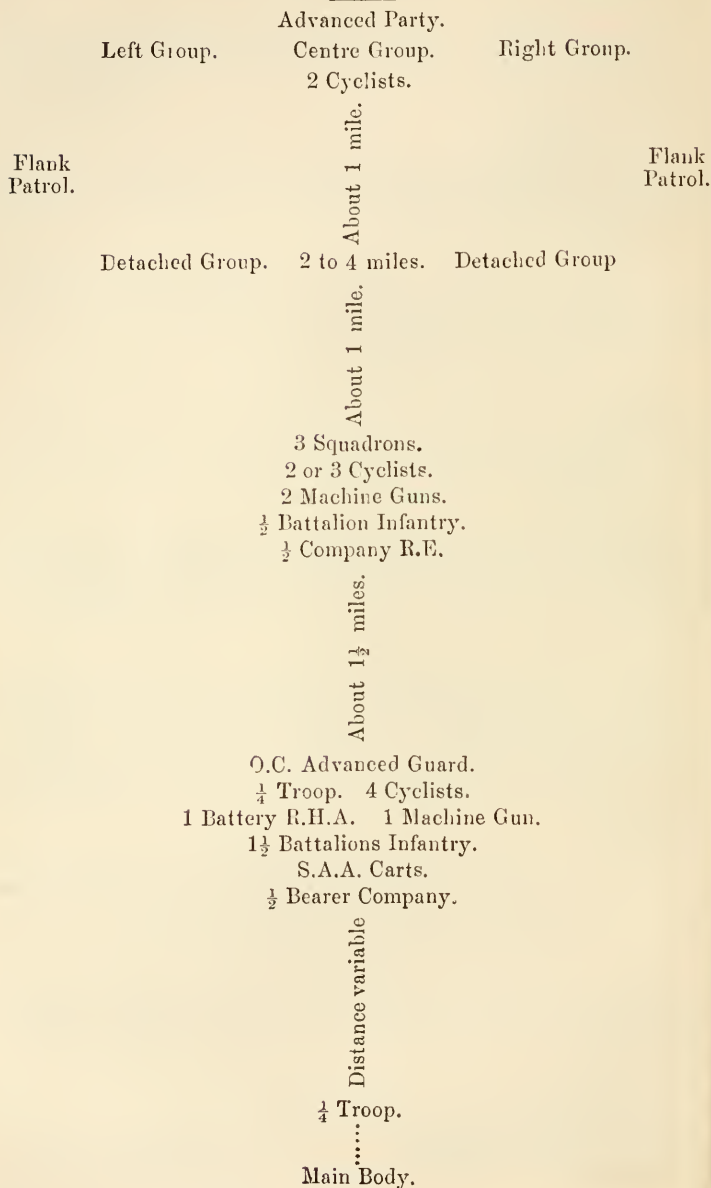 Advanced Party.
Left Group. Centre Group. Right Group.
2 Cyclists.
About 1 mile.
Flank Patrol.
Flank Patrol.
Detached Group. 2 to 4 miles. Detached Group
About 1 mile.
3 Squadrons.
2 or 3 Cyclists.
2 Machine Guns.
½ Battalion Infantry.
½ Company R.E.
About 1½ miles.
O.C. Advanced Guard.
¼ Troop. 4 Cyclists.
1 Battery R.H.A. 1 Machine Gun.
1½ Battalions Infantry.
S.A.A. Carts.
½ Bearer Company.
Distance variable
¼ Troop.
Main Body.